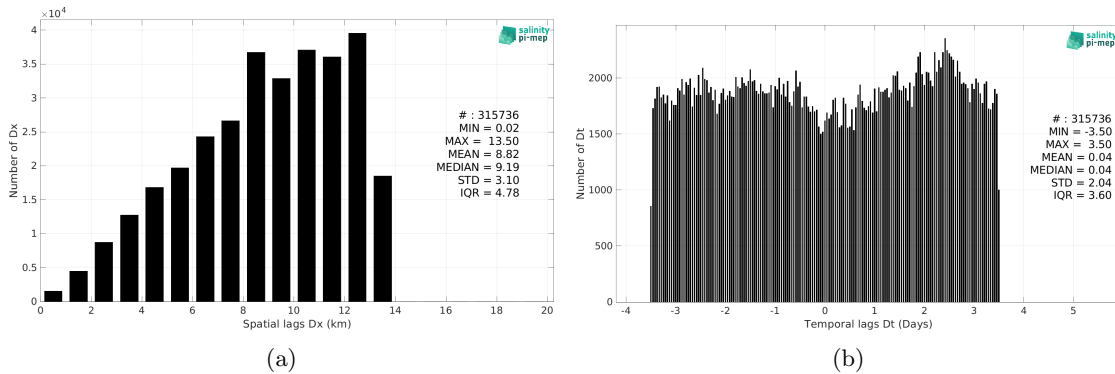 ×10⁴
4
3.5
3
2.5
2
1.5
1
0.5
0
Number of Dx
0 2 4 6 8 10 12 14 16 18 20
Spatial lags Dx (km)
salinity
pi-mep
# : 315736
MIN = 0.02
MAX = 13.50
MEAN = 8.82
MEDIAN = 9.19
STD = 3.10
IQR = 4.78
(a)
2000
1500
1000
500
0
Number of Dt
-4 -3 -2 -1 0 1 2 3 4 5
Temporal lags Dt (Days)
salinity
pi-mep
# : 315736
MIN = -3.50
MAX = 3.50
MEAN = 0.04
MEDIAN = 0.04
STD = 2.04
IQR = 3.60
(b)